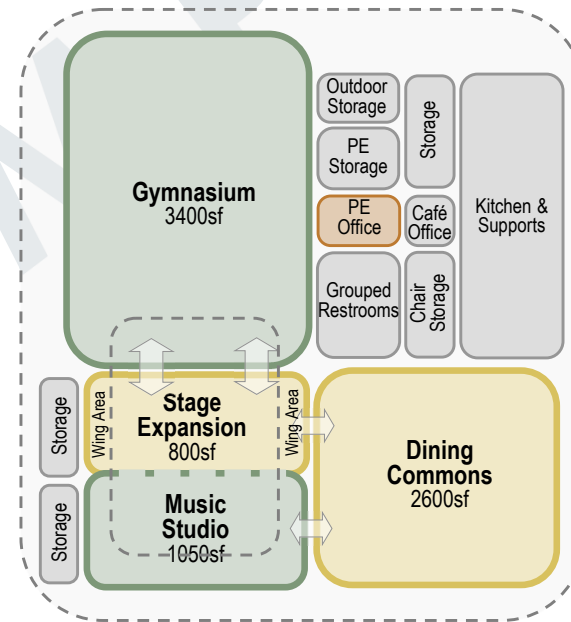 Gymnasium
3400sf
Outdoor
Storage
PE
Storage
Storage
PE
Office
Café
Office
Kitchen &
Supports
Grouped
Restrooms
Chair
Storage
Storage
Wing Area
Stage
Expansion
800sf
Wing Area
Storage
Music
Studio
1050sf
Dining
Commons
2600sf